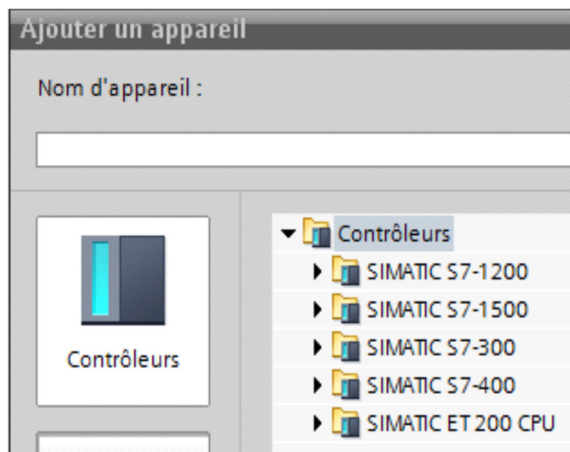 Ajouter un appareil
Nom d'appareil :
Contrôleurs
SIMATIC S7-1200
SIMATIC S7-1500
SIMATIC S7-300
SIMATIC S7-400
SIMATIC ET 200 CPU
Contrôleurs